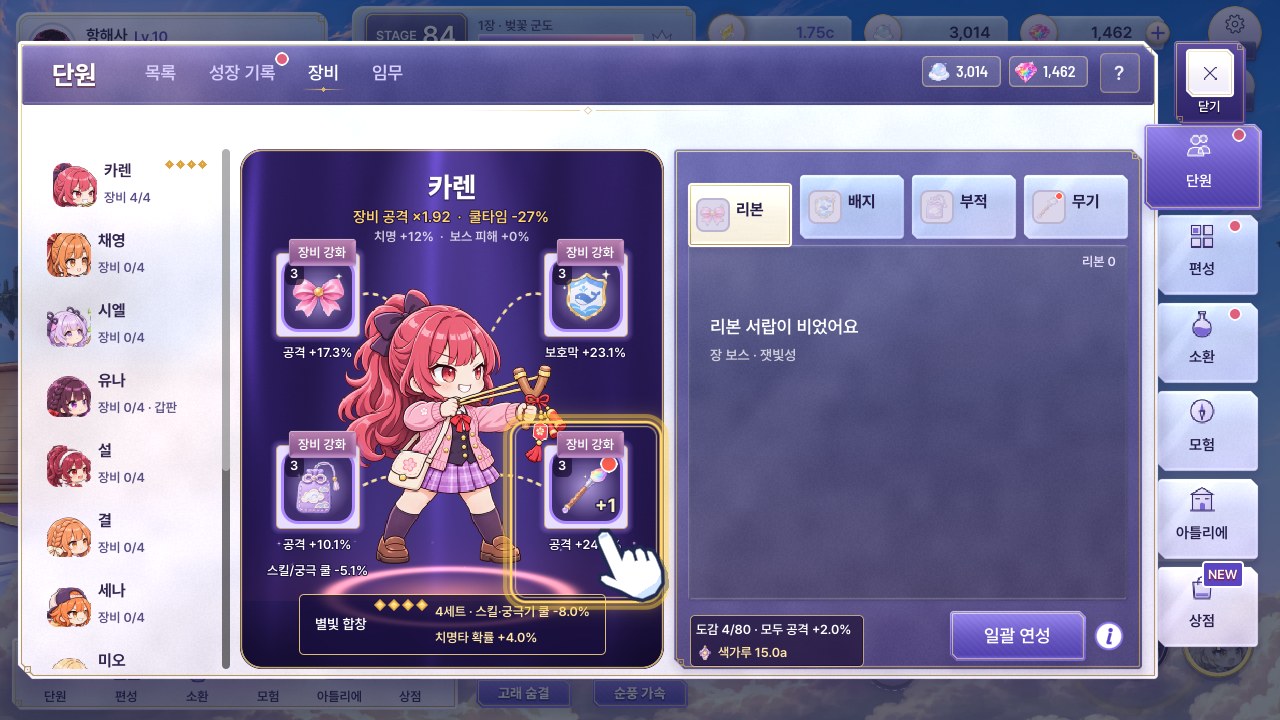 항해사 Lv.10
STAGE 84
1장 · 벚꽃 군도
1.75c
3,014
1,462
단원
목록
성장 기록
장비
임무
3,014
1,462
?
닫기
카렌
장비 4/4
채영
장비 0/4
시엘
장비 0/4
유나
장비 0/4 · 갑판
설
장비 0/4
결
장비 0/4
세나
장비 0/4
미오
카렌
장비 공격 ×1.92 · 쿨타임 -27%
치명 +12% · 보스 피해 +0%
장비 강화
3
공격 +17.3%
장비 강화
3
보호막 +23.1%
장비 강화
3
공격 +10.1%
스킬/궁극 쿨 -5.1%
장비 강화
3
+1
공격 +24
별빛 합창
4세트 · 스킬·궁극기 쿨 -8.0%
치명타 확률 +4.0%
리본
배지
부적
무기
리본 0
리본 서랍이 비었어요
장 보스 · 잿빛성
도감 4/80 · 모두 공격 +2.0%
색가루 15.0a
일괄 연성
i
단원
편성
소환
모험
아틀리에
NEW
상점
단원
편성
소환
모험
아틀리에
상점
고래 숨결
순풍 가속